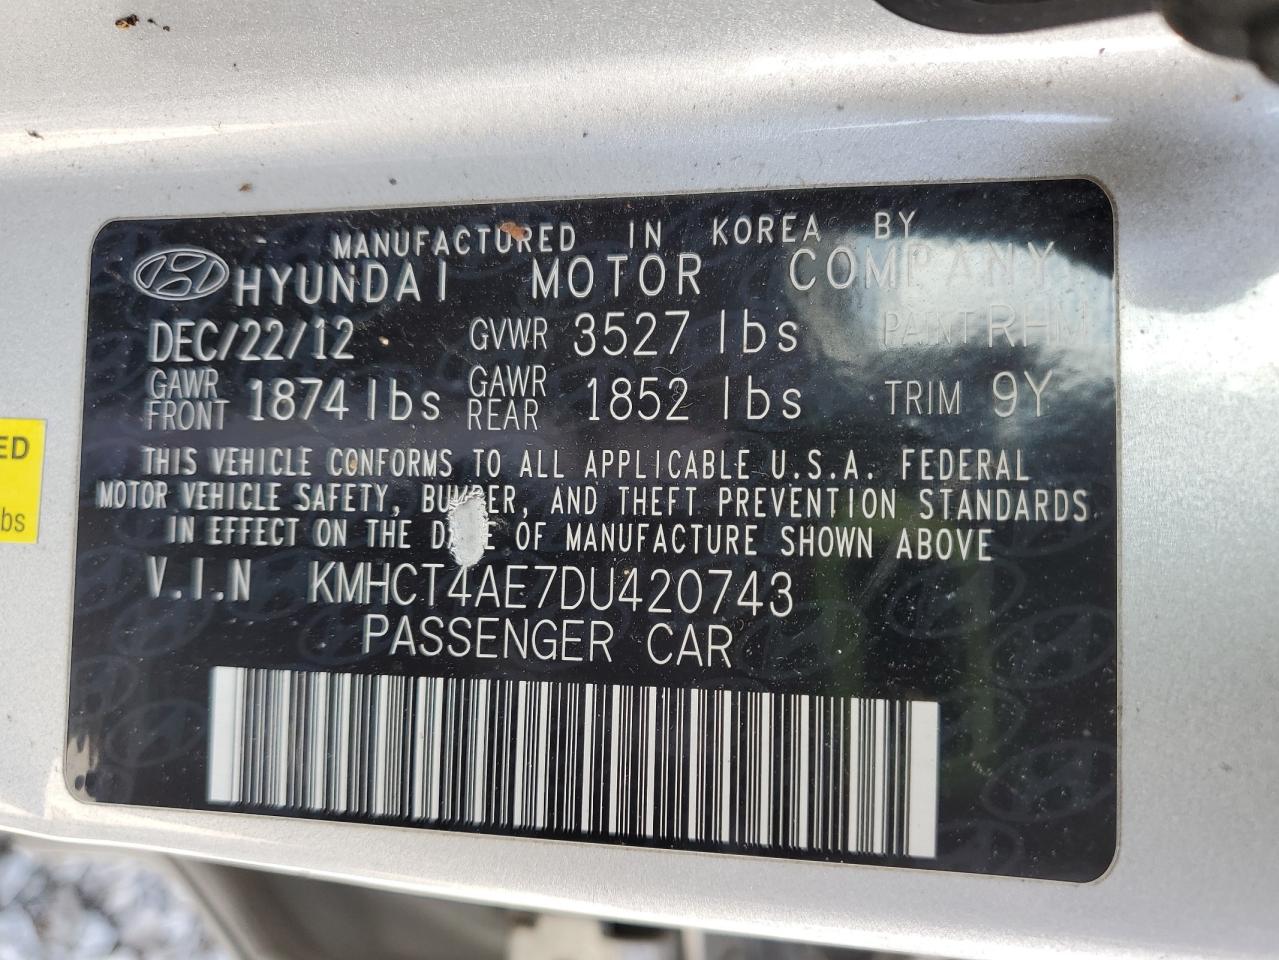 MANUFACTURED IN KOREA BY
HYUNDAI MOTOR COMPANY
DEC/22/12 GVWR 3527 lbs PAINT RHM
GAWR FRONT 1874 lbs GAWR REAR 1852 lbs TRIM 9Y
THIS VEHICLE CONFORMS TO ALL APPLICABLE U.S.A. FEDERAL
MOTOR VEHICLE SAFETY, BUMPER, AND THEFT PREVENTION STANDARDS
IN EFFECT ON THE DATE OF MANUFACTURE SHOWN ABOVE
V.I.N KMHCT4AE7DU420743
PASSENGER CAR
ED
bs